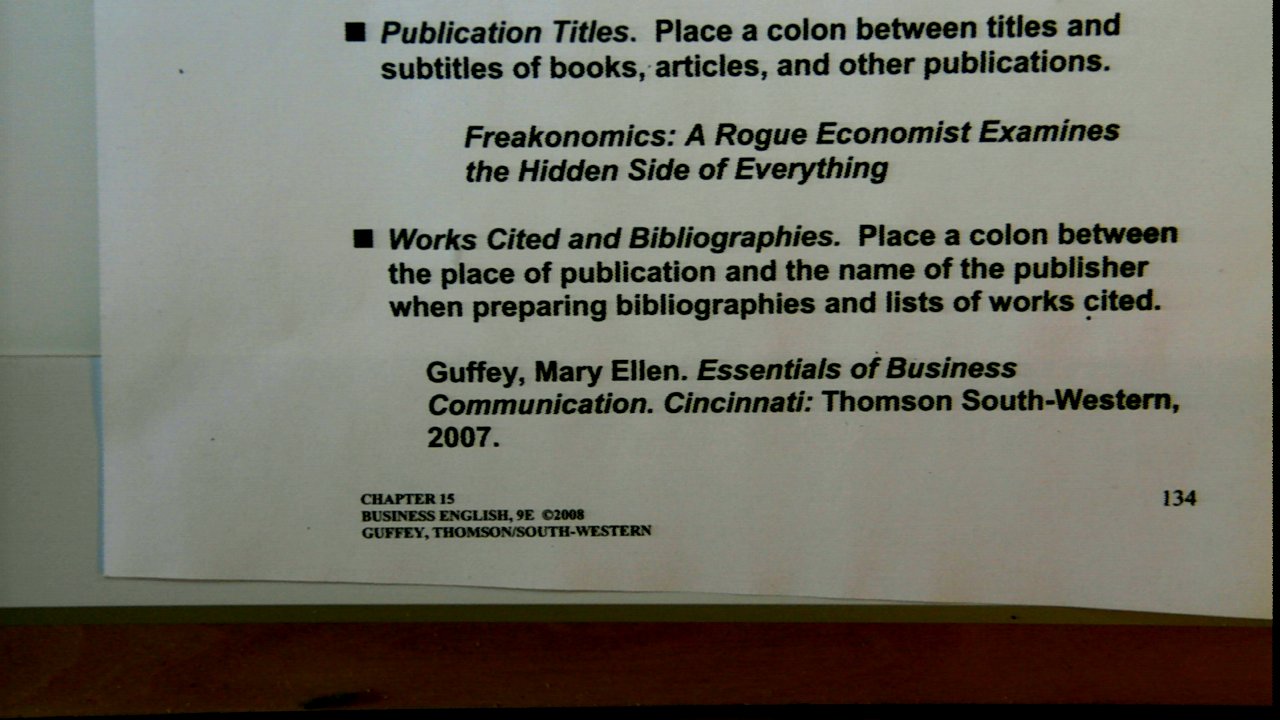 ■ Publication Titles. Place a colon between titles and
subtitles of books, articles, and other publications.
Freakonomics: A Rogue Economist Examines
the Hidden Side of Everything
■ Works Cited and Bibliographies. Place a colon between
the place of publication and the name of the publisher
when preparing bibliographies and lists of works cited.
Guffey, Mary Ellen. Essentials of Business
Communication. Cincinnati: Thomson South-Western,
2007.
CHAPTER 15
BUSINESS ENGLISH, 9E ©2008
GUFFEY, THOMSON/SOUTH-WESTERN
134